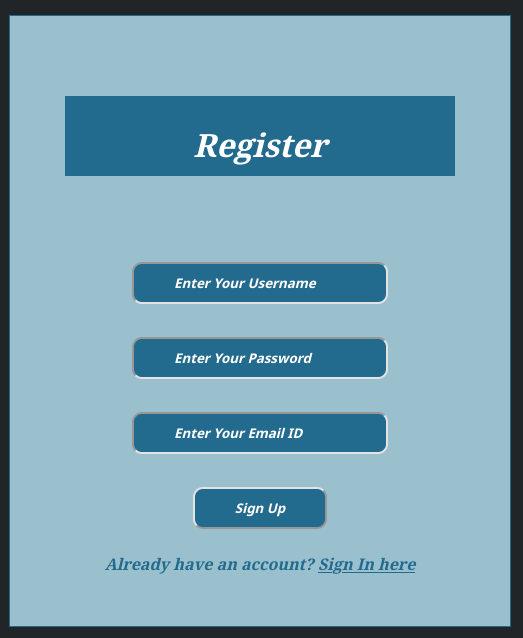 Register
Enter Your Username
Enter Your Password
Enter Your Email ID
Sign Up
Already have an account? Sign In here